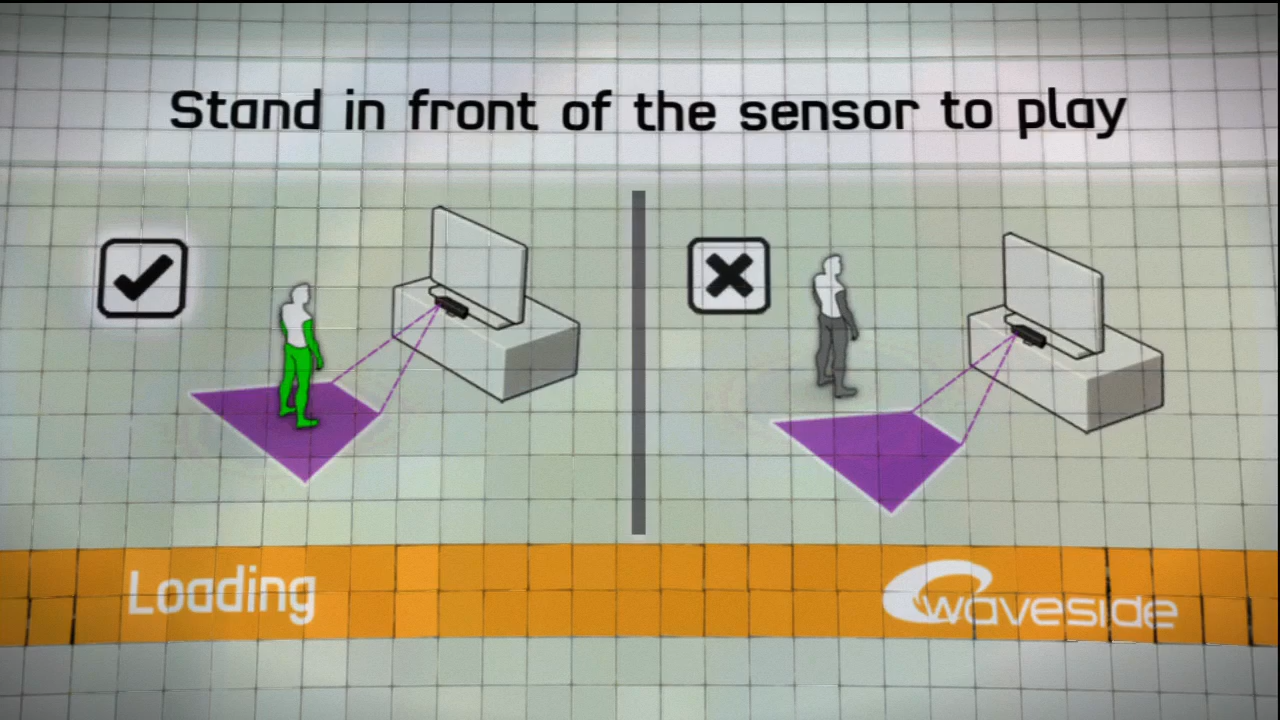 Stand in front of the sensor to play
Loading
waveside